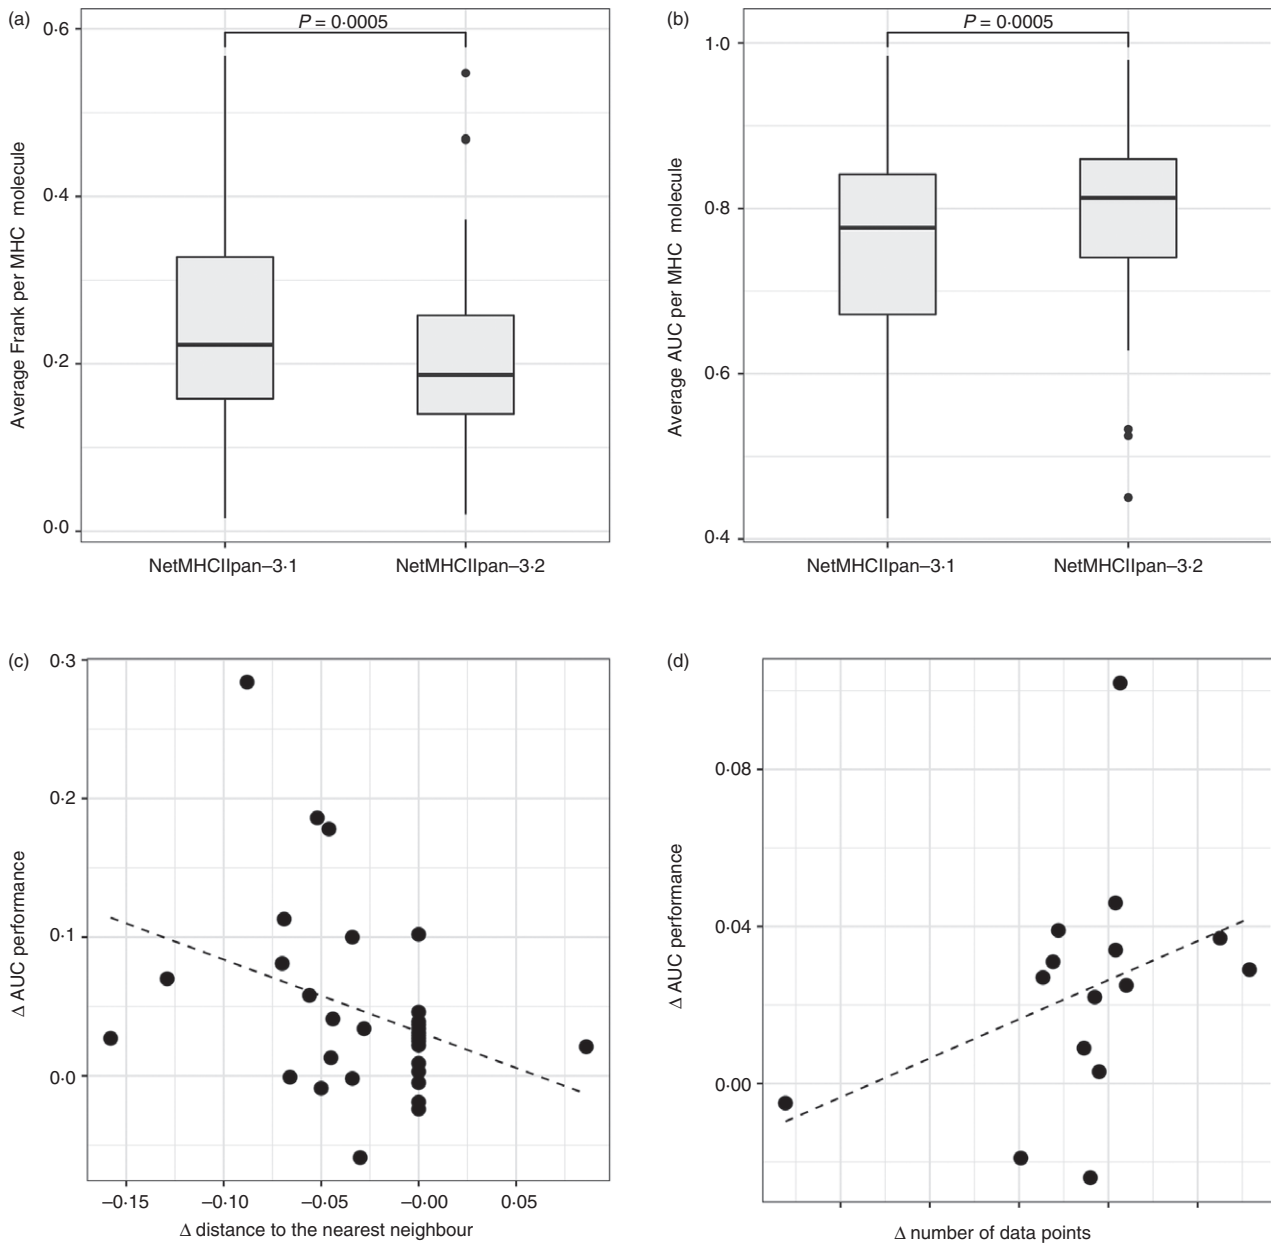 (a)
P = 0·0005
0·6
0·4
0·2
0·0
Average Frank per MHC molecule
NetMHCIIpan–3·1
NetMHCIIpan–3·2
(b)
P = 0·0005
1·0
0·8
0·6
0·4
Average AUC per MHC molecule
NetMHCIIpan–3·1
NetMHCIIpan–3·2
(c)
0·3
0·2
0·1
0·0
Δ AUC performance
–0·15
–0·10
–0·05
–0·00
0·05
Δ distance to the nearest neighbour
(d)
0·08
0·04
0·00
Δ AUC performance
Δ number of data points